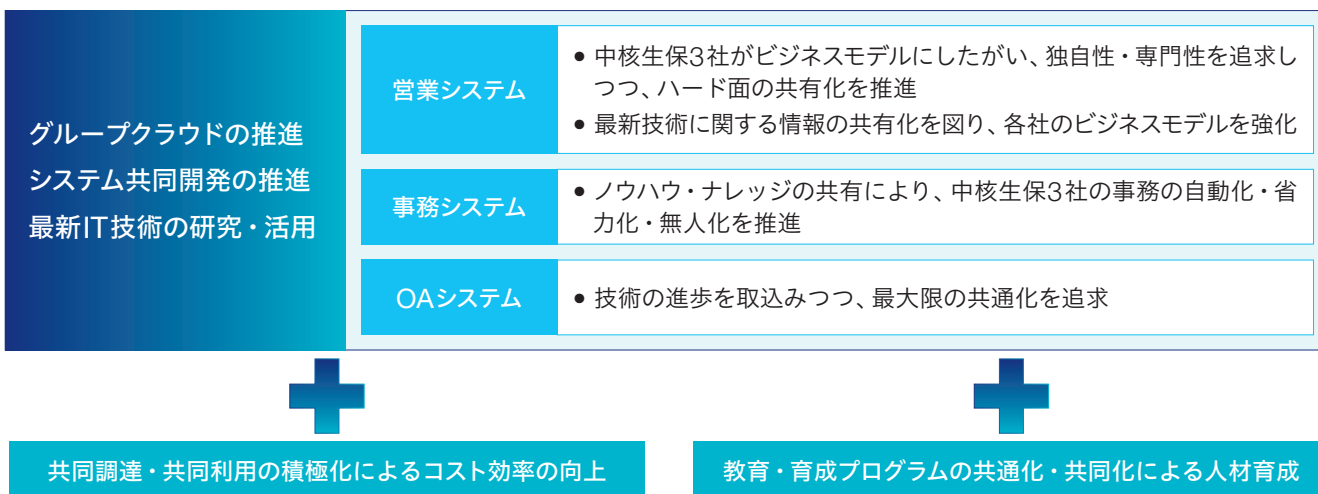 グループクラウドの推進
システム共同開発の推進
最新IT技術の研究・活用
営業システム
● 中核生保3社がビジネスモデルにしたがい、独自性・専門性を追求し
つつ、ハード面の共有化を推進
● 最新技術に関する情報の共有化を図り、各社のビジネスモデルを強化
事務システム
● ノウハウ・ナレッジの共有により、中核生保3社の事務の自動化・省
力化・無人化を推進
OAシステム
● 技術の進歩を取込みつつ、最大限の共通化を追求
共同調達・共同利用の積極化によるコスト効率の向上
教育・育成プログラムの共通化・共同化による人材育成